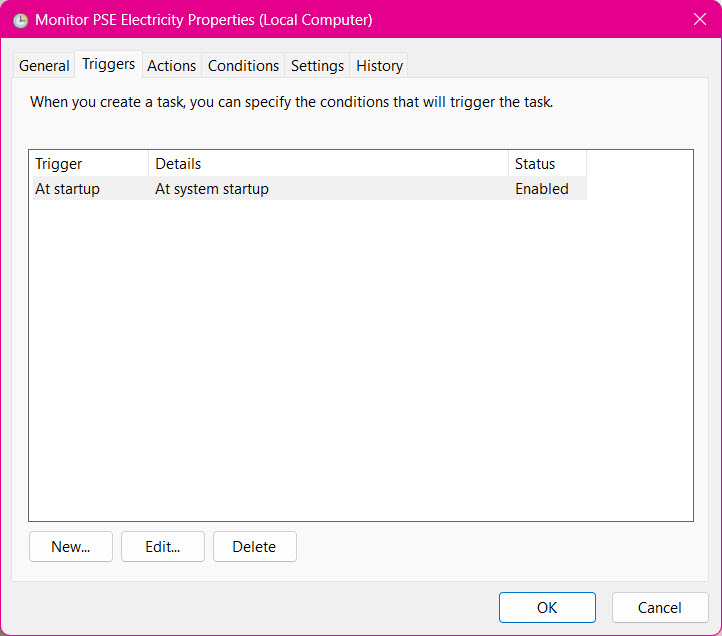 Monitor PSE Electricity Properties (Local Computer)
General Triggers Actions Conditions Settings History
When you create a task, you can specify the conditions that will trigger the task.
Trigger Details Status
At startup At system startup Enabled
New... Edit... Delete
OK Cancel